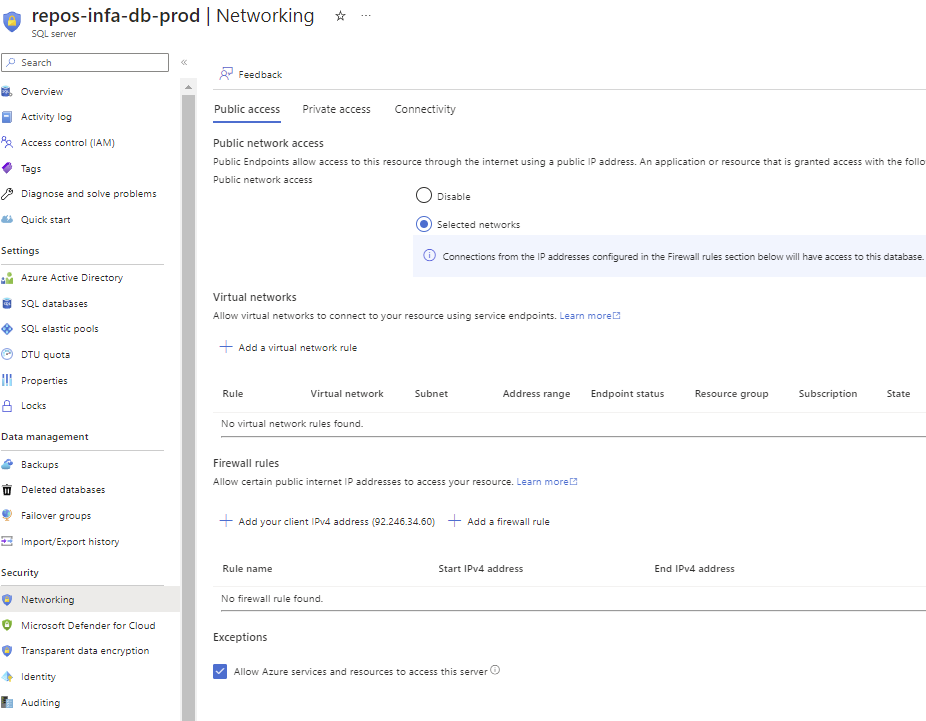 repos-infa-db-prod | Networking ☆ ...
SQL server
Search
«
Overview
Activity log
Access control (IAM)
Tags
Diagnose and solve problems
Quick start
Settings
Azure Active Directory
SQL databases
SQL elastic pools
DTU quota
Properties
Locks
Data management
Backups
Deleted databases
Failover groups
Import/Export history
Security
Networking
Microsoft Defender for Cloud
Transparent data encryption
Identity
Auditing
Feedback
Public access Private access Connectivity
Public network access
Public Endpoints allow access to this resource through the internet using a public IP address. An application or resource that is granted access with the follo
Public network access
Disable
Selected networks
Connections from the IP addresses configured in the Firewall rules section below will have access to this database.
Virtual networks
Allow virtual networks to connect to your resource using service endpoints. Learn more
+ Add a virtual network rule
Rule Virtual network Subnet Address range Endpoint status Resource group Subscription State
No virtual network rules found.
Firewall rules
Allow certain public internet IP addresses to access your resource. Learn more
+ Add your client IPv4 address (92.246.34.60) + Add a firewall rule
Rule name Start IPv4 address End IPv4 address
No firewall rule found.
Exceptions
Allow Azure services and resources to access this server